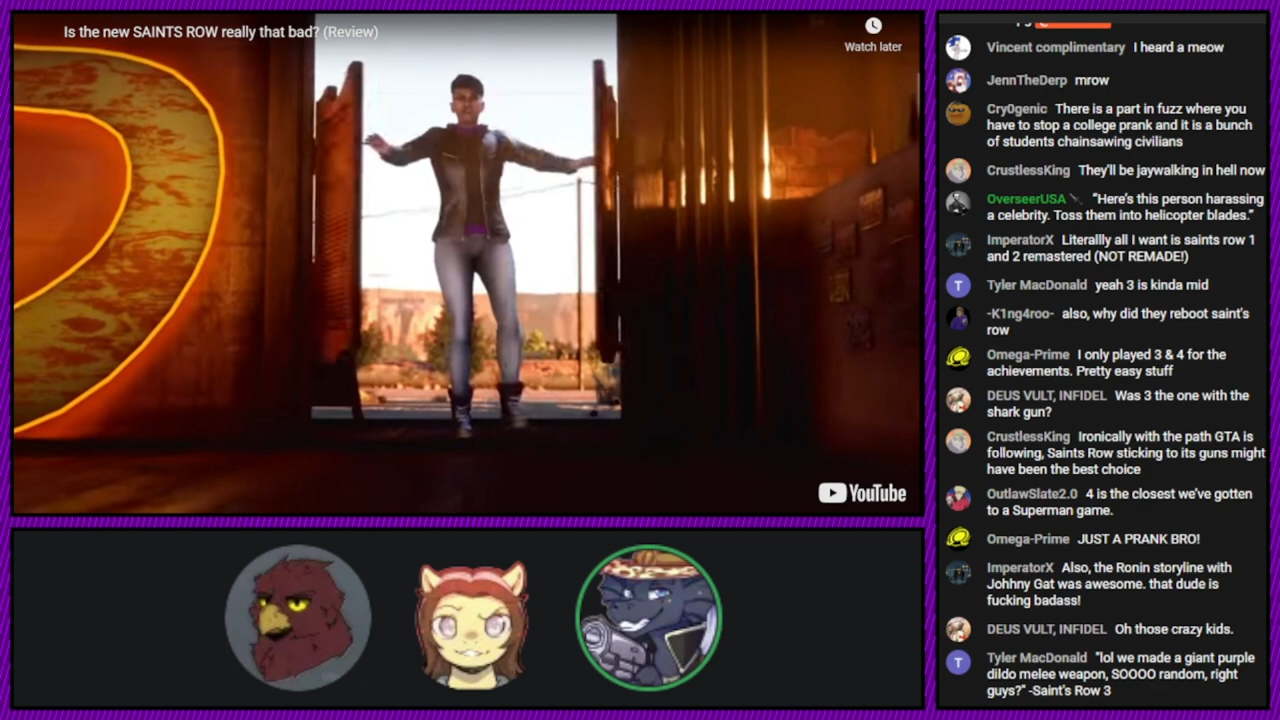 Is the new SAINTS ROW really that bad? (Review)
Watch later
YouTube
Vincent complimentary I heard a meow
JennTheDerp mrow
Cry0genic There is a part in fuzz where you
have to stop a college prank and it is a bunch
of students chainsawing civilians
CrustlessKing They'll be jaywalking in hell now
OverseerUSA "Here's this person harassing
a celebrity. Toss them into helicopter blades."
ImperatorX Literallly all I want is saints row 1
and 2 remastered (NOT REMADE!)
T
Tyler MacDonald yeah 3 is kinda mid
-K1ng4roo- also, why did they reboot saint's
row
Omega-Prime I only played 3 & 4 for the
achievements. Pretty easy stuff
DEUS VULT, INFIDEL Was 3 the one with the
shark gun?
CrustlessKing Ironically with the path GTA is
following, Saints Row sticking to its guns might
have been the best choice
OutlawSlate2.0 4 is the closest we've gotten
to a Superman game.
Omega-Prime JUST A PRANK BRO!
ImperatorX Also, the Ronin storyline with
Johhny Gat was awesome. that dude is
fucking badass!
DEUS VULT, INFIDEL Oh those crazy kids.
T
Tyler MacDonald "lol we made a giant purple
dildo melee weapon, SOOOO random, right
guys?" -Saint's Row 3